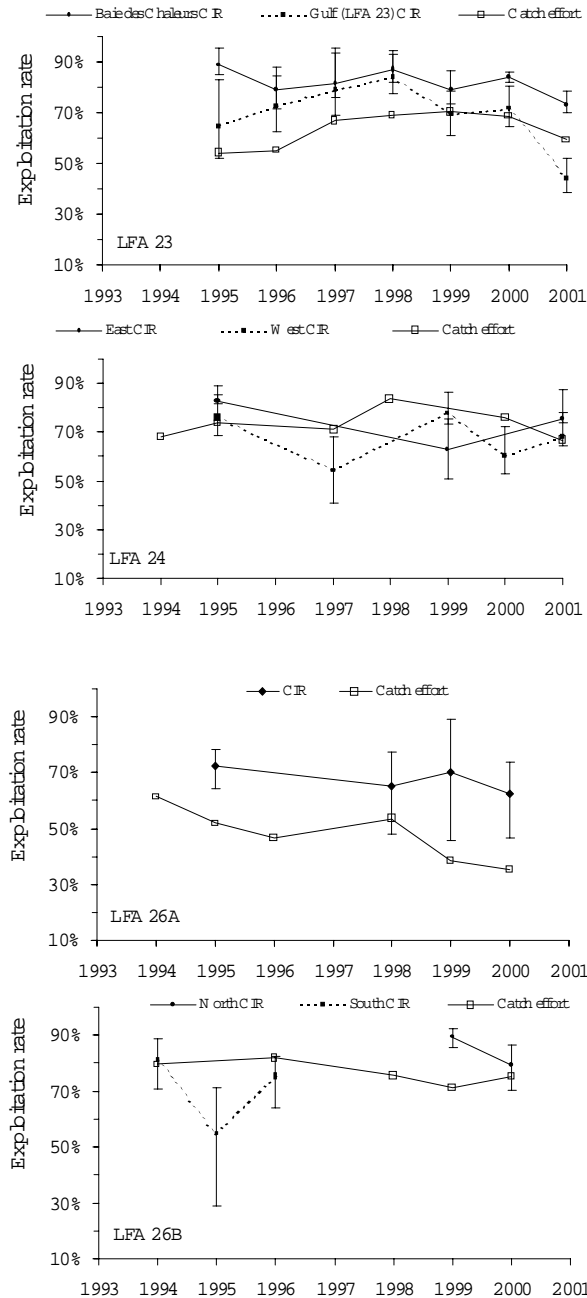 Baie des Chaleurs CIR Gulf (LFA 23) CIR Catch effort
Exploitation rate
90%
70%
50%
30%
10%
LFA 23
1993 1994 1995 1996 1997 1998 1999 2000 2001
East CIR West CIR Catch effort
Exploitation rate
90%
70%
50%
30%
10%
LFA 24
1993 1994 1995 1996 1997 1998 1999 2000 2001
CIR Catch effort
Exploitation rate
90%
70%
50%
30%
10%
LFA 26A
1993 1994 1995 1996 1997 1998 1999 2000 2001
North CIR South CIR Catch effort
Exploitation rate
90%
70%
50%
30%
10%
LFA 26B
1993 1994 1995 1996 1997 1998 1999 2000 2001